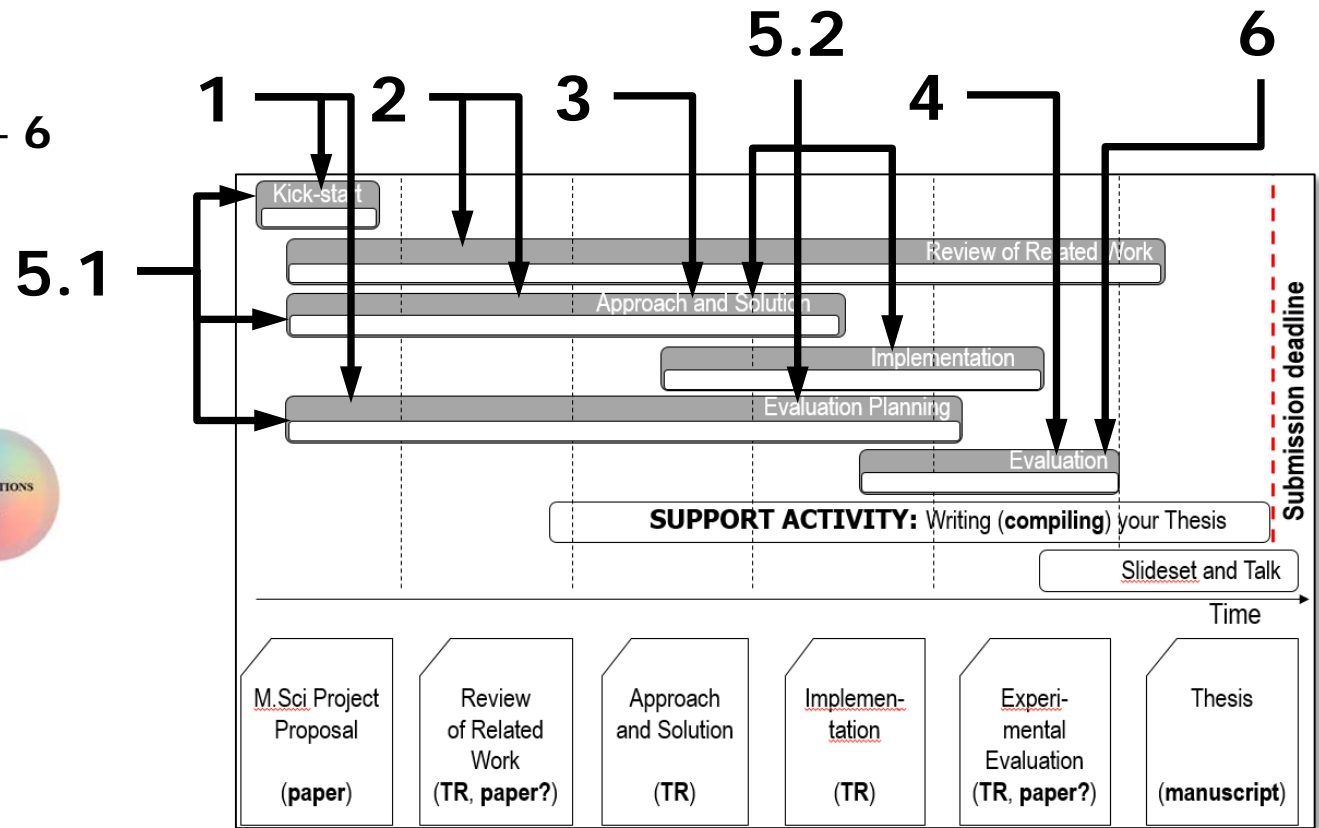 5.2
6
1
2
3
4
- 6
Kick-start
Review of Related Work
5.1
Approach and Solution
Implementation
Evaluation Planning
Evaluation
Submission deadline
SUPPORT ACTIVITY: Writing (compiling) your Thesis
Slideset and Talk
Time
M.Sci Project
Proposal
(paper)
Review
of Related
Work
(TR, paper?)
Approach
and Solution
(TR)
Implemen-
tation
(TR)
Experi-
mental
Evaluation
(TR, paper?)
Thesis
(manuscript)